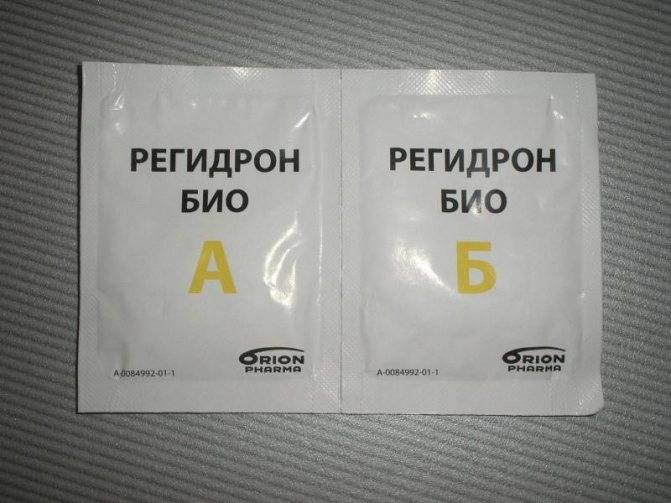 РЕГИДРОН
БИО
А
ORION
PHARMA
А-0084992-01-1
РЕГИДРОН
БИО
Б
ORION
PHARMA
А-0084992-01-1